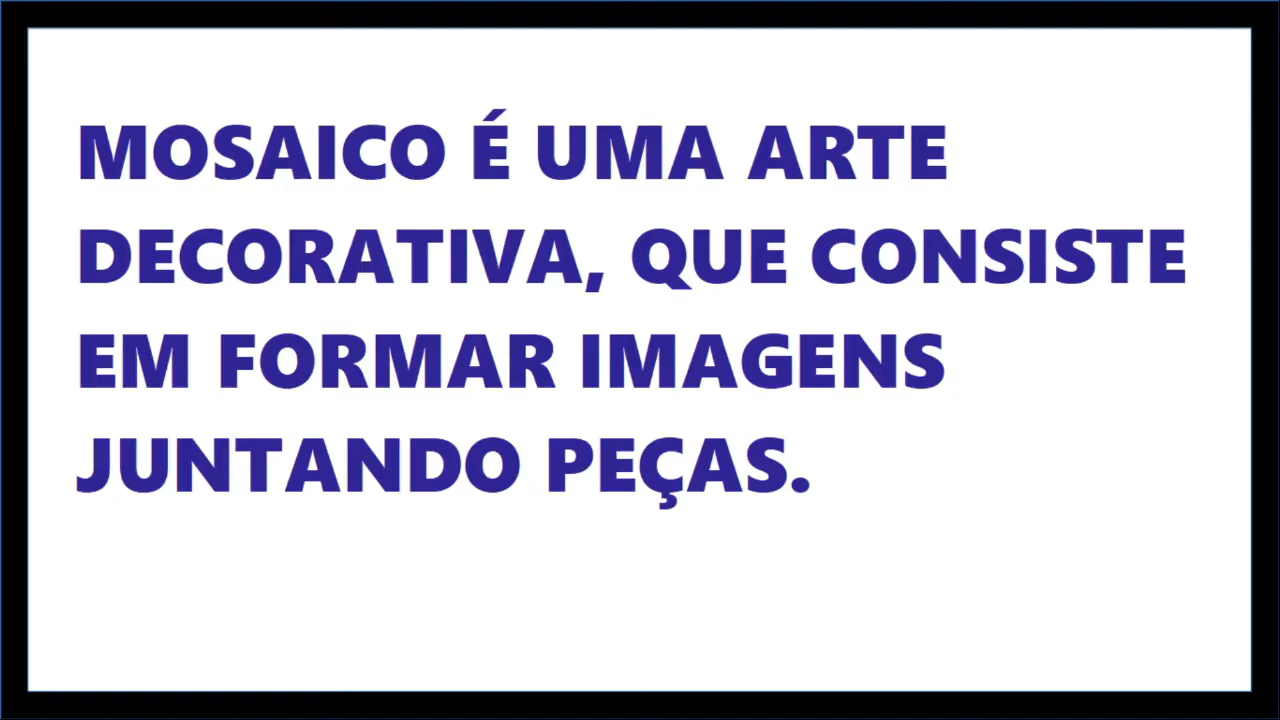 MOSAICO É UMA ARTE
DECORATIVA, QUE CONSISTE
EM FORMAR IMAGENS
JUNTANDO PEÇAS.